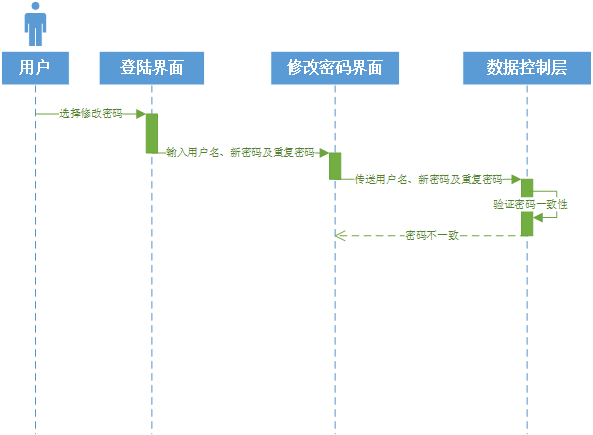 用户
登陆界面
修改密码界面
数据控制层
选择修改密码
输入用户名、新密码及重复密码
传送用户名、新密码及重复密码
验证密码一致性
密码不一致